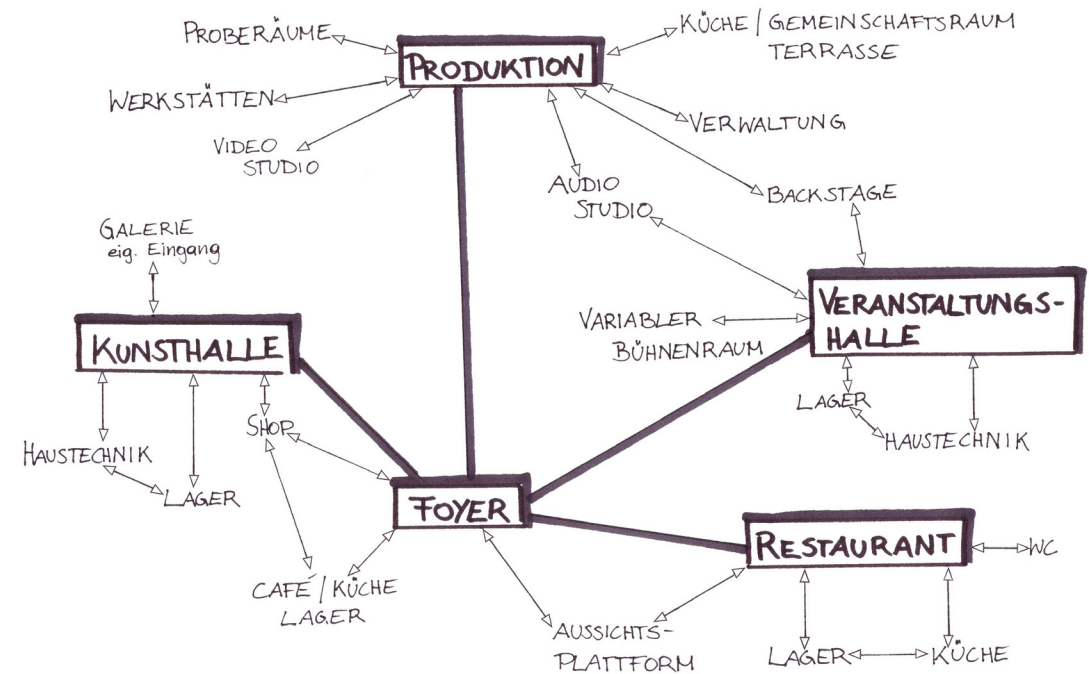 PROBERÄUME
KÜCHE / GEMEINSCHAFTSRAUM
TERRASSE
PRODUKTION
WERKSTÄTTEN
VERWALTUNG
VIDEO
STUDIO
AUDIO
STUDIO
BACKSTAGE
GALERIE
eig. Eingang
VERANSTALTUNGS-
HALLE
VARIABLER
BÜHNENRAUM
KUNSTHALLE
LAGER
HAUSTECHNIK
SHOP
HAUSTECHNIK
LAGER
FOYER
RESTAURANT
WC
CAFÉ / KÜCHE
LAGER
AUSSICHTS-
PLATTFORM
LAGER
KÜCHE